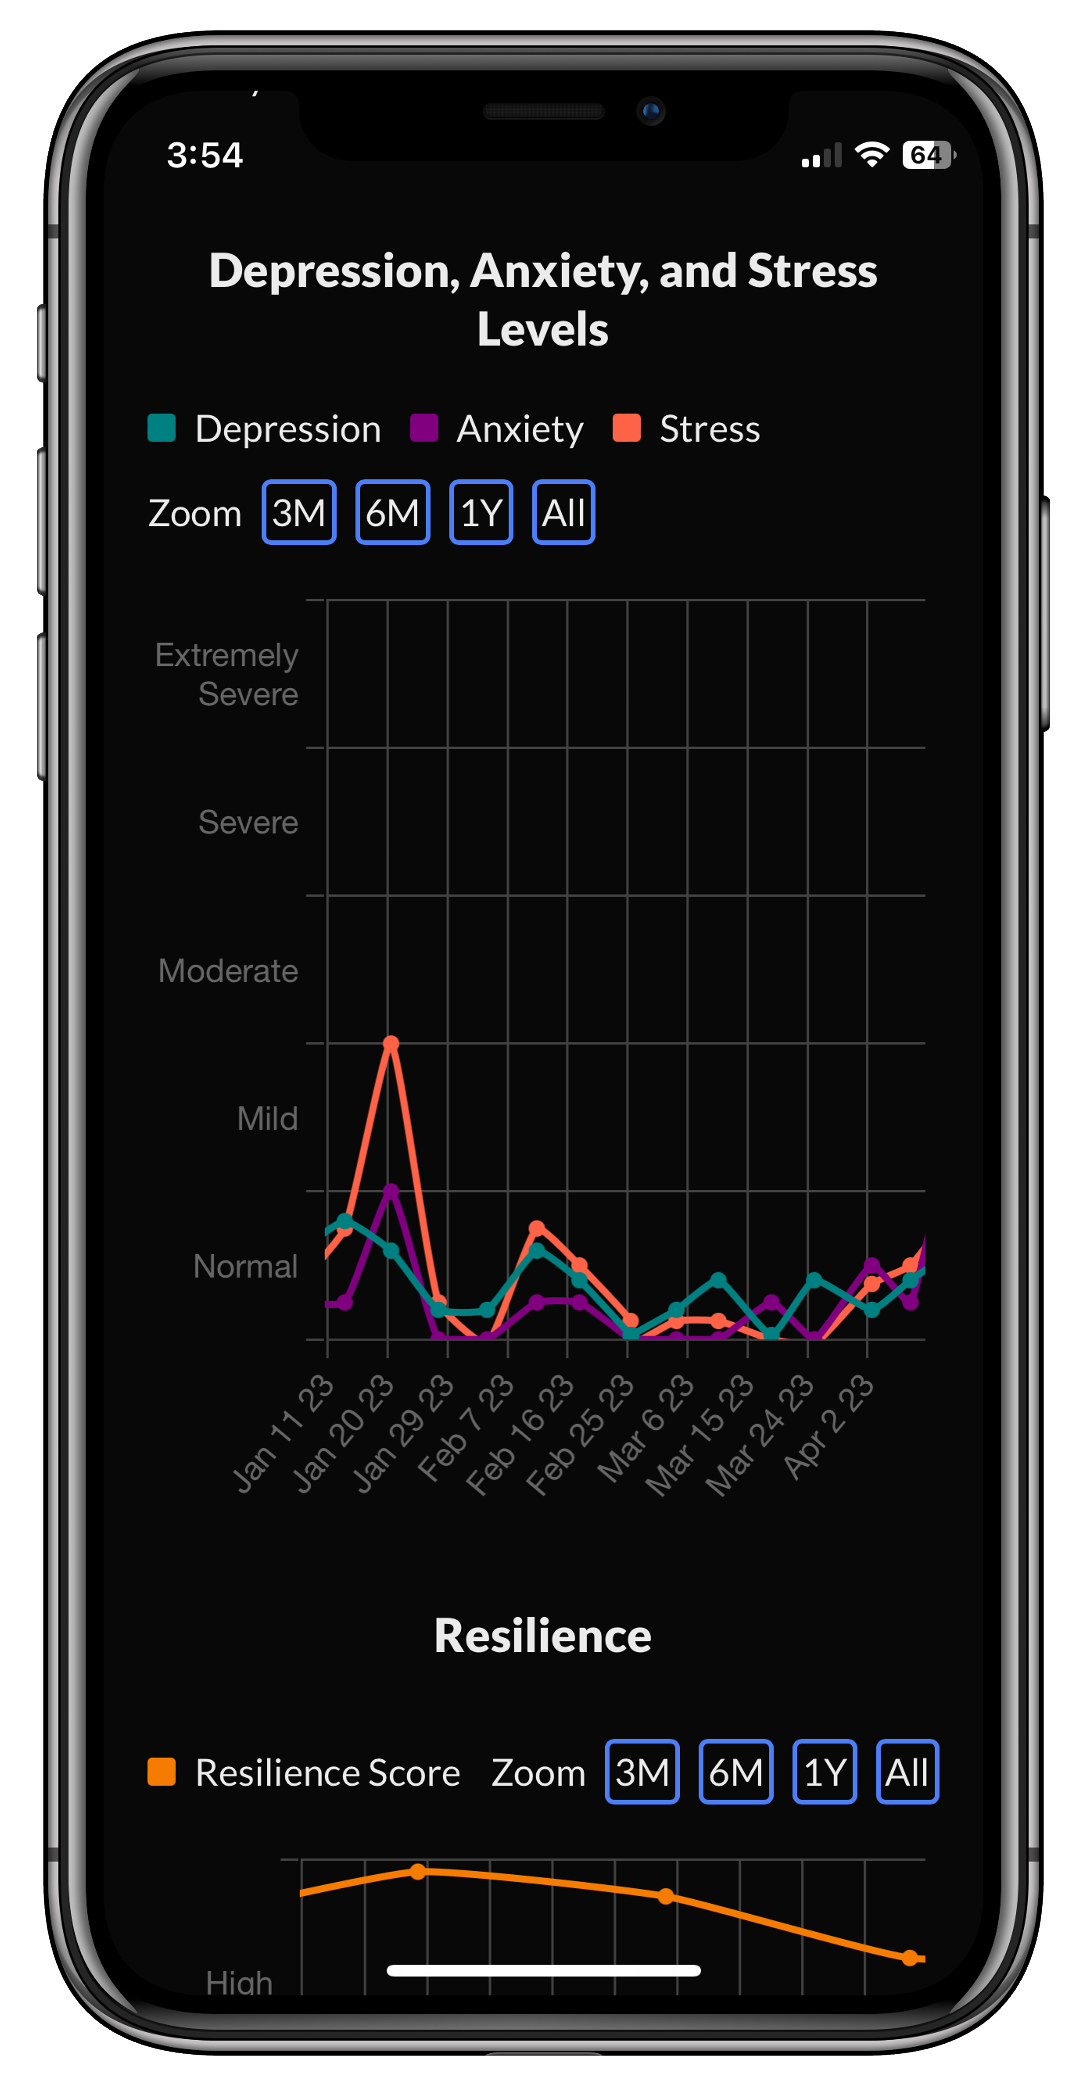 3:54
64
Depression, Anxiety, and Stress
Levels
Depression Anxiety Stress
Zoom 3M 6M 1Y All
Extremely
Severe
Severe
Moderate
Mild
Normal
Jan 11 23
Jan 20 23
Jan 29 23
Feb 7 23
Feb 16 23
Feb 25 23
Mar 6 23
Mar 15 23
Mar 24 23
Apr 2 23
Resilience
Resilience Score Zoom 3M 6M 1Y All
High